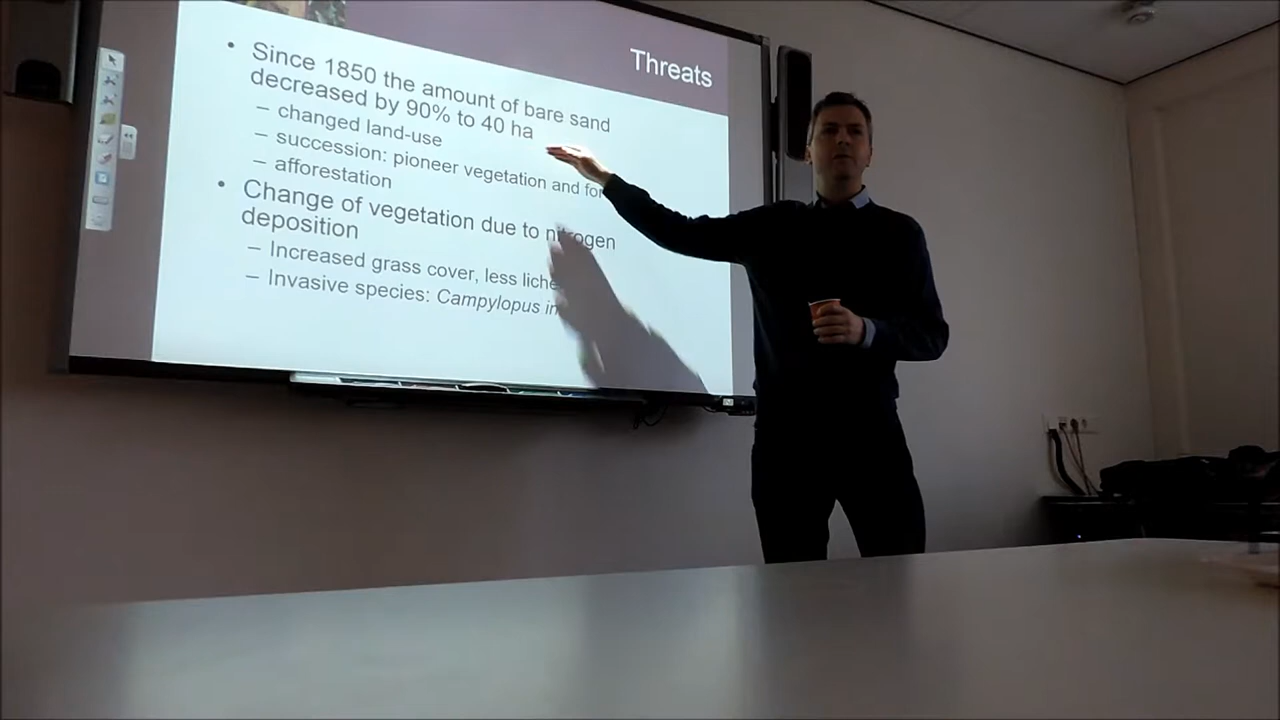 Threats
• Since 1850 the amount of bare sand
decreased by 90% to 40 ha
– changed land-use
– succession: pioneer vegetation and
– afforestation
• Change of vegetation due to nitrogen
deposition
– Increased grass cover, less
– Invasive species: Campylopus